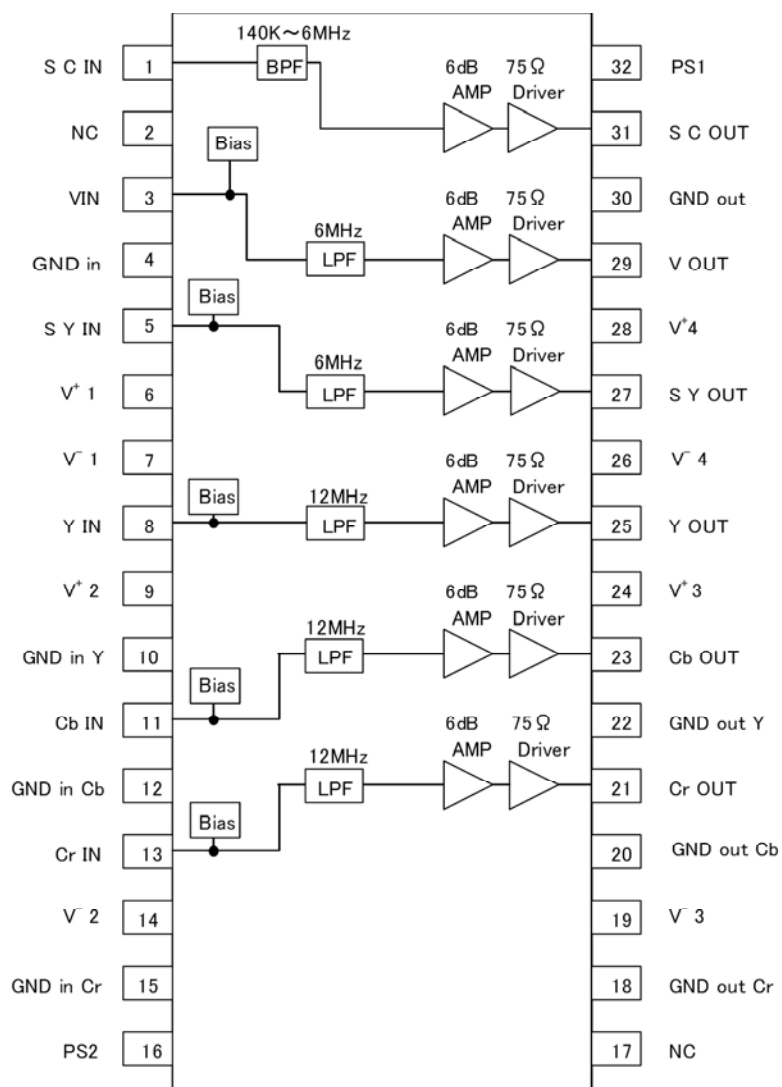 140K～6MHz
S C IN 1 BPF 6dB 75Ω 32 PS1
AMP Driver
NC 2 31 S C OUT
Bias
VIN 3 6dB 75Ω 30 GND out
6MHz AMP Driver
GND in 4 LPF 29 V OUT
Bias
S Y IN 5 6dB 75Ω 28 V⁺4
6MHz AMP Driver
V⁺ 1 6 LPF 27 S Y OUT
V⁻ 1 7 6dB 75Ω 26 V⁻ 4
Bias 12MHz AMP Driver
Y IN 8 LPF 25 Y OUT
V⁺ 2 9 6dB 75Ω 24 V⁺3
12MHz AMP Driver
GND in Y 10 LPF 23 Cb OUT
Bias
Cb IN 11 6dB 75Ω 22 GND out Y
12MHz AMP Driver
GND in Cb 12 LPF 21 Cr OUT
Bias
Cr IN 13 20 GND out Cb
V⁻ 2 14 19 V⁻ 3
GND in Cr 15 18 GND out Cr
PS2 16 17 NC